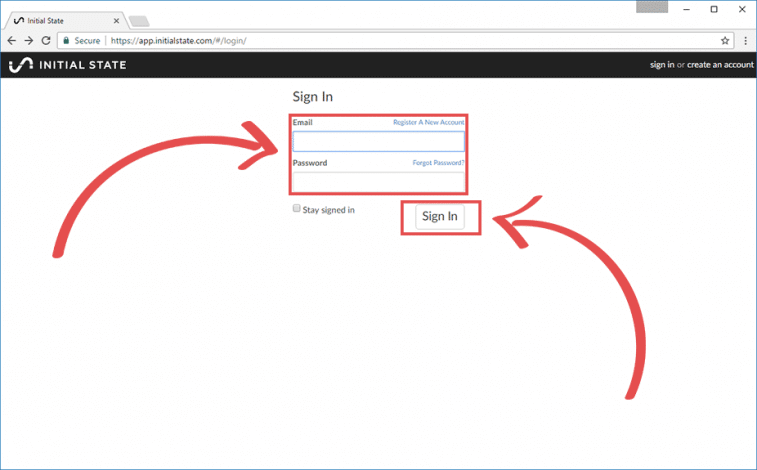 Initial State
Secure https://app.initialstate.com/#/login/
INITIAL STATE sign in or create an account
Sign In
Email Register A New Account
Password Forgot Password?
Stay signed in Sign In